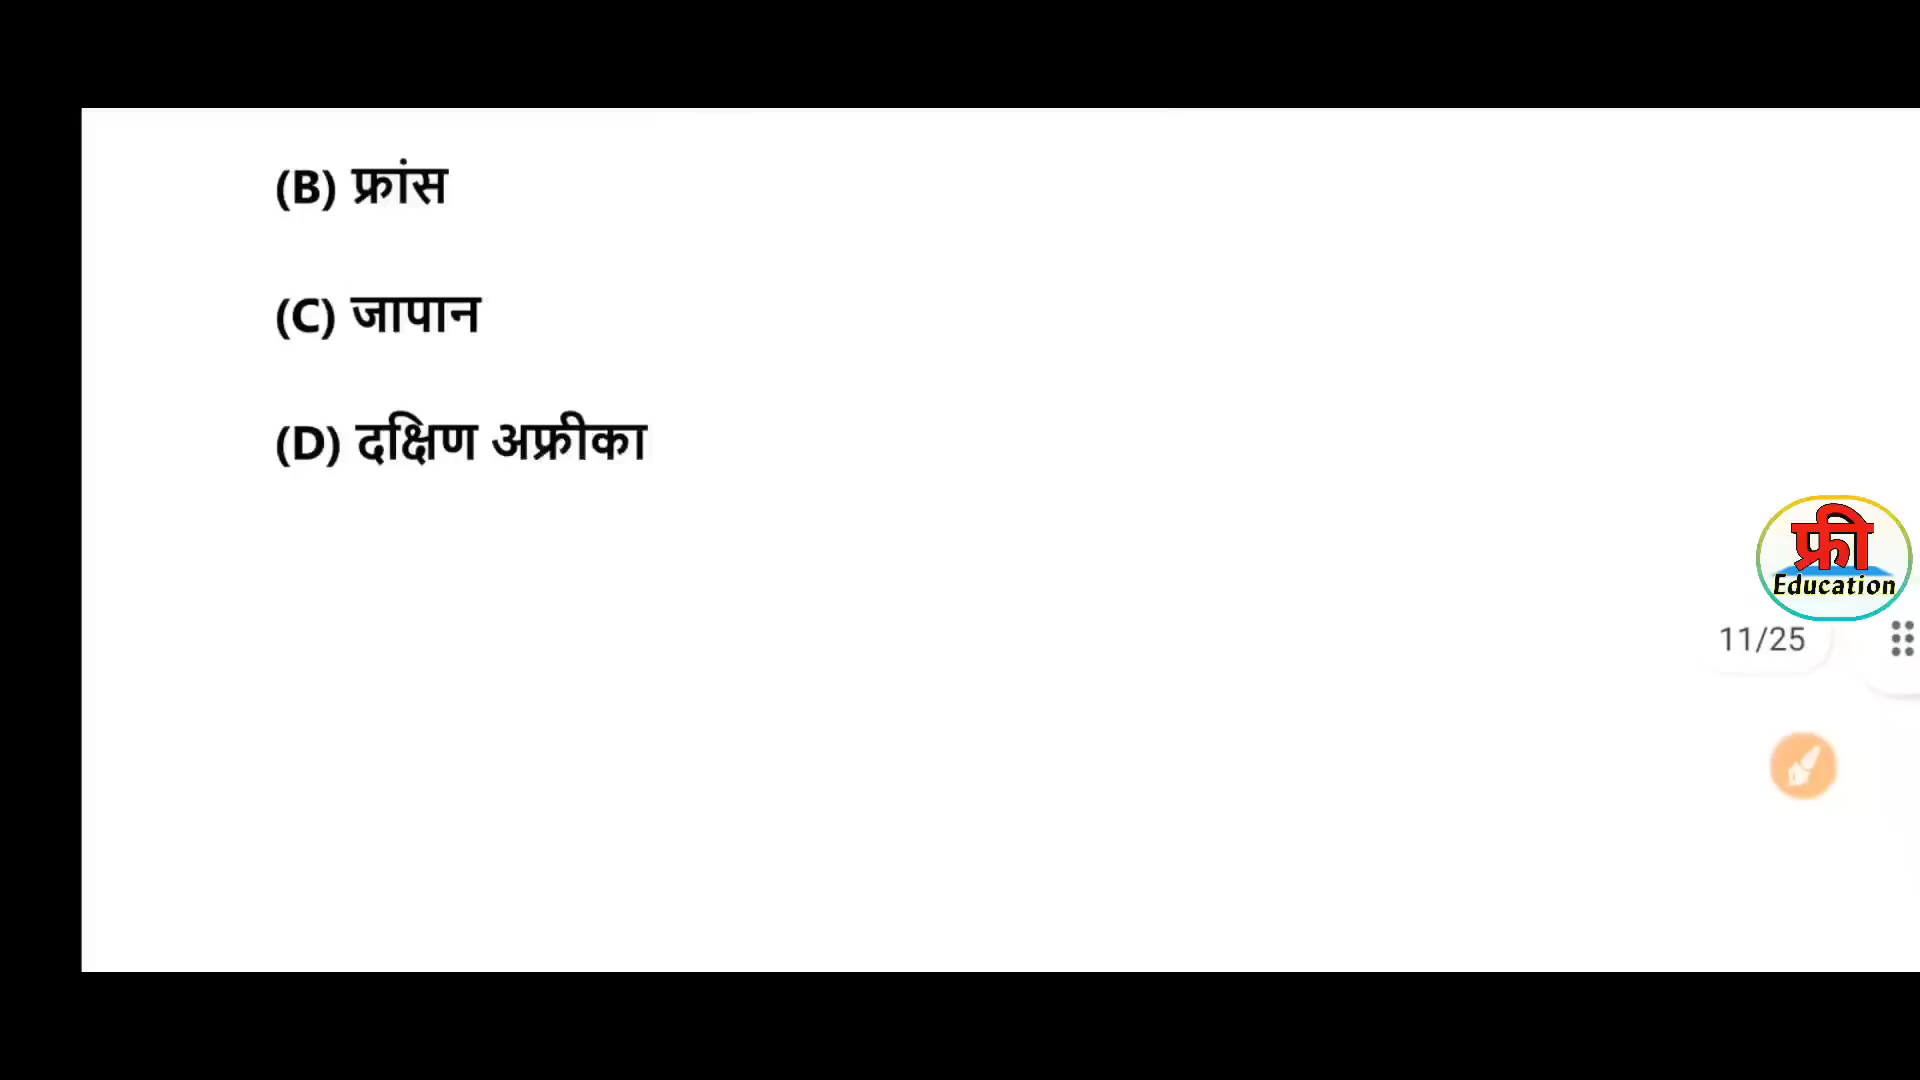 (B) फ्रांस
(C) जापान
(D) दक्षिण अफ्रीका
फ्री
Education
11/25